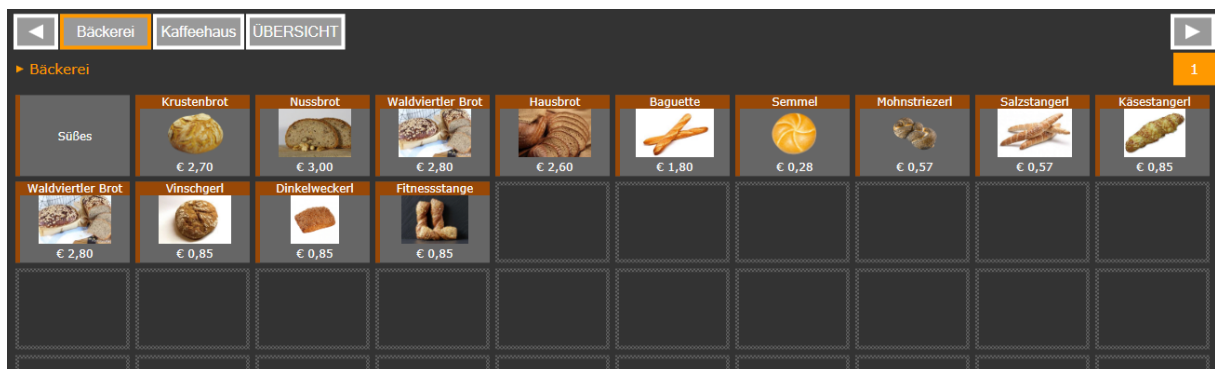 Bäckerei Kaffeehaus ÜBERSICHT
Bäckerei 1
Süßes
Krustenbrot
€ 2,70
Nussbrot
€ 3,00
Waldviertler Brot
€ 2,80
Hausbrot
€ 2,60
Baguette
€ 1,80
Semmel
€ 0,28
Mohnstriezerl
€ 0,57
Salzstangerl
€ 0,57
Käsestangerl
€ 0,85
Waldviertler Brot
€ 2,80
Vinschgerl
€ 0,85
Dinkelweckerl
€ 0,85
Fitnessstange
€ 0,85